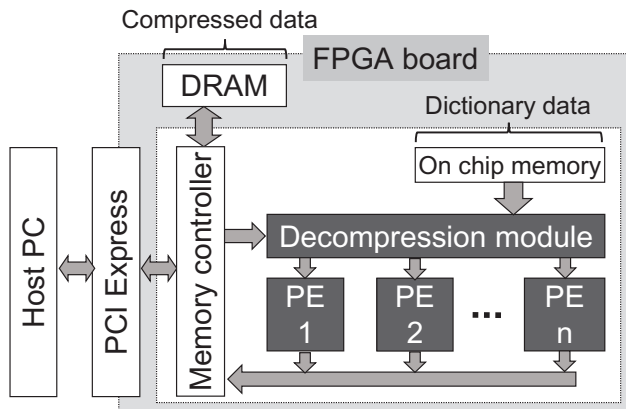 Compressed data
FPGA board
DRAM
Dictionary data
On chip memory
Host PC
PCI Express
Memory controller
Decompression module
PE
1
PE
2
...
PE
n